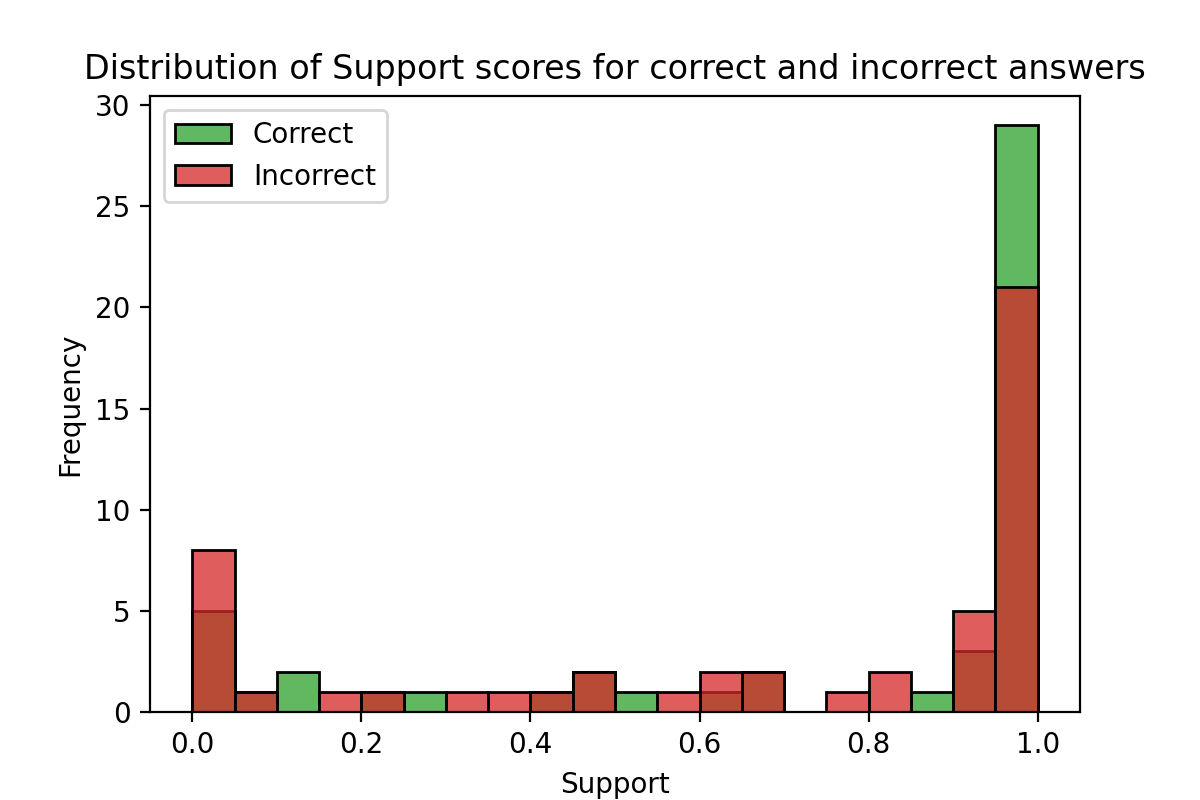 Distribution of Support scores for correct and incorrect answers
30
Correct
Incorrect
25
20
15
10
5
0
Frequency
0.0 0.2 0.4 0.6 0.8 1.0
Support